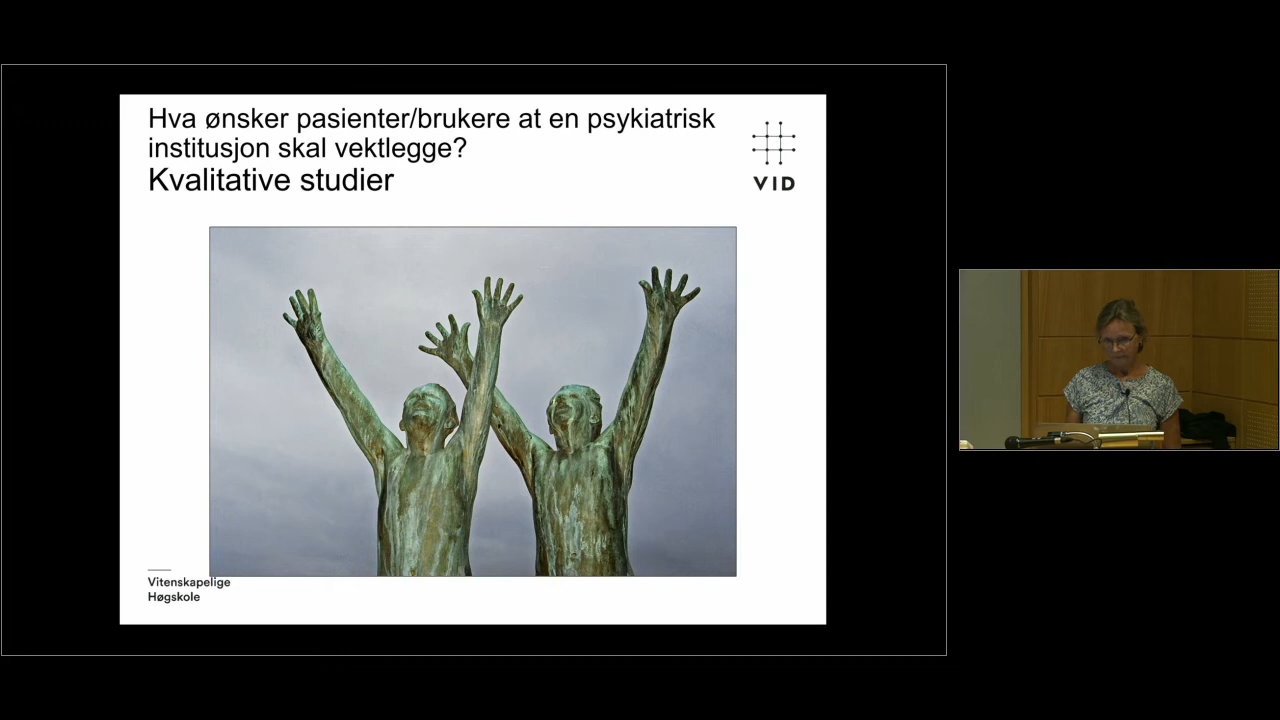 Hva ønsker pasienter/brukere at en psykiatrisk
institusjon skal vektlegge?
Kvalitative studier
VID
Vitenskapelige
Høgskole